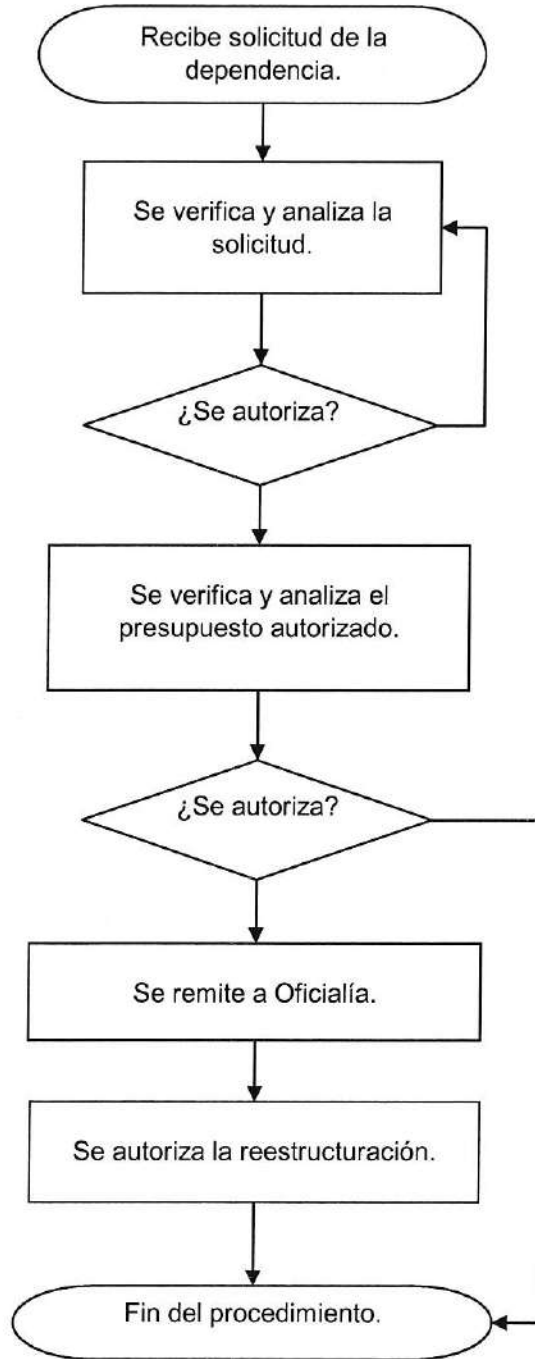 Recibe solicitud de la
dependencia.
Se verifica y analiza la
solicitud.
¿Se autoriza?
Se verifica y analiza el
presupuesto autorizado.
¿Se autoriza?
Se remite a Oficialía.
Se autoriza la reestructuración.
Fin del procedimiento.